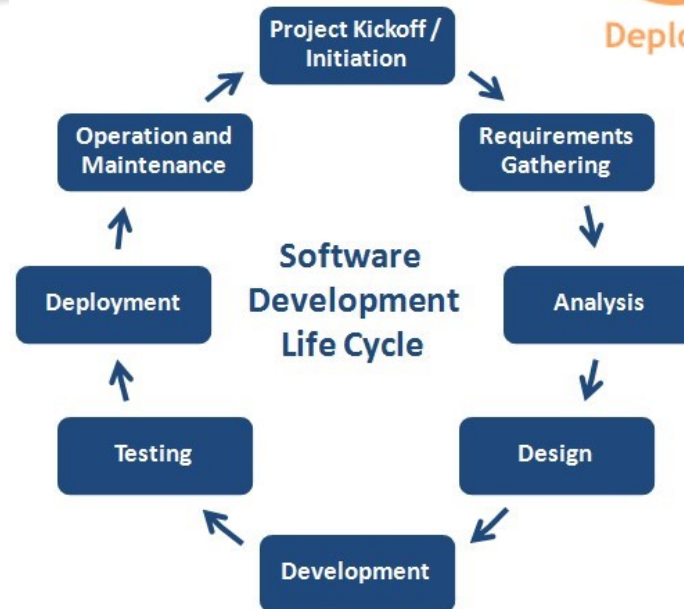 Project Kickoff /
Initiation
Requirements
Gathering
Analysis
Design
Development
Testing
Deployment
Operation and
Maintenance
Software
Development
Life Cycle